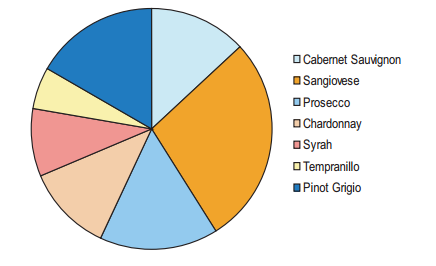 Cabernet Sauvignon
Sangiovese
Prosecco
Chardonnay
Syrah
Tempranillo
Pinot Grigio